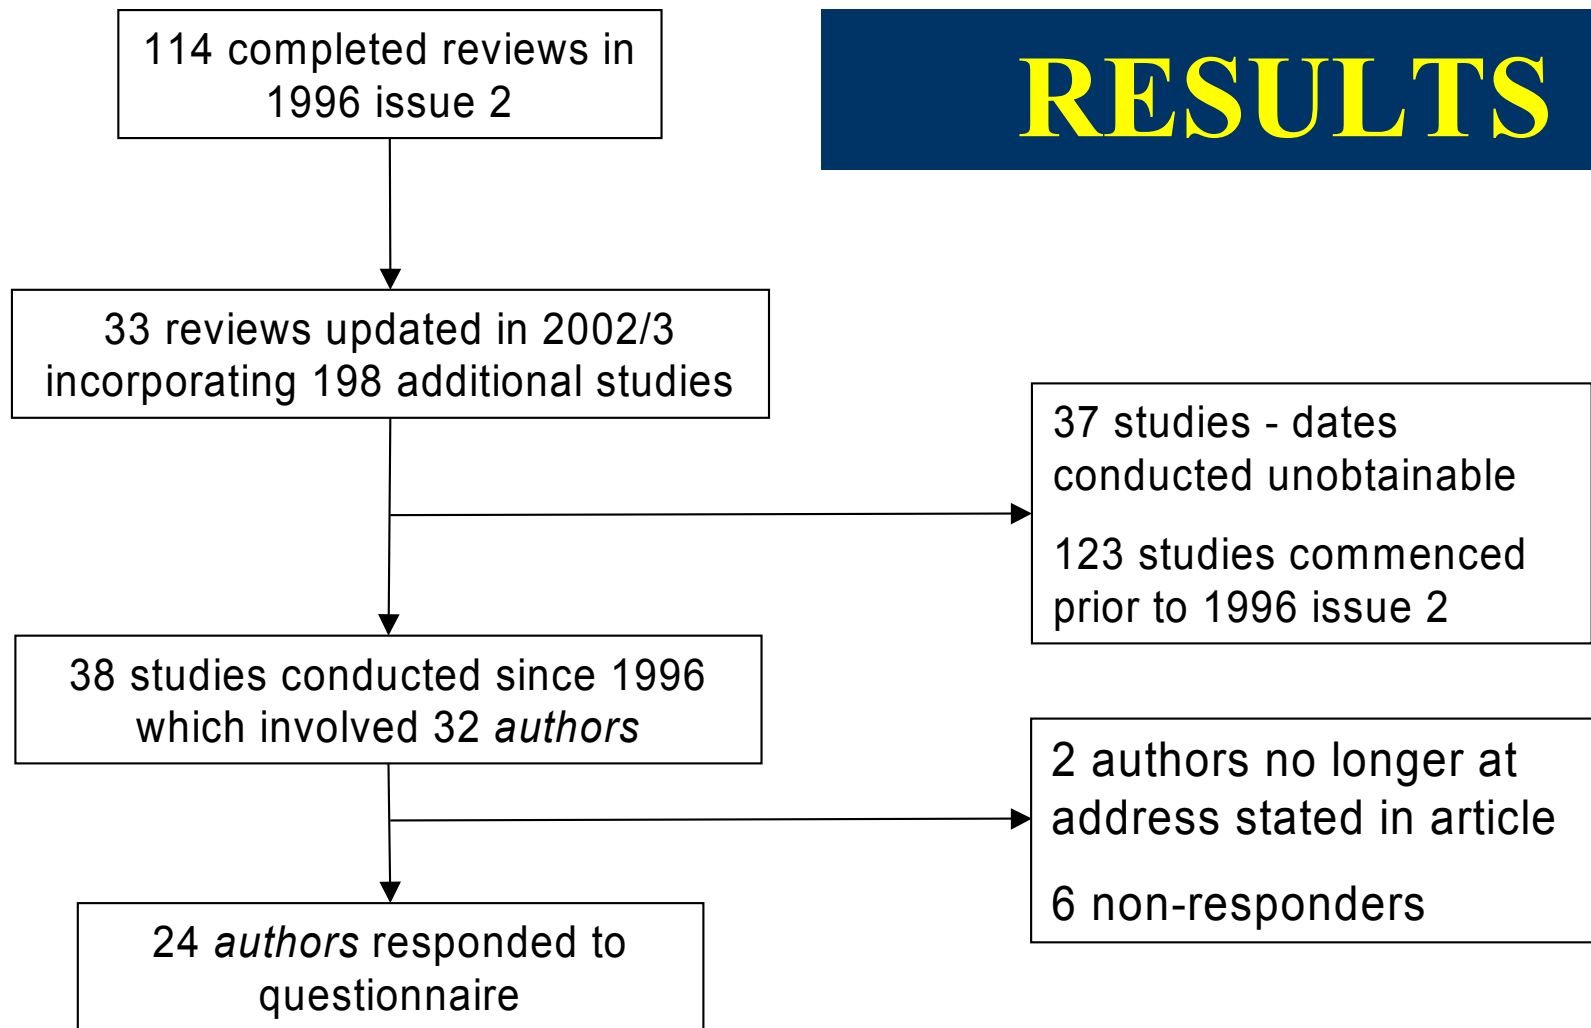 RESULTS
114 completed reviews in
1996 issue 2
33 reviews updated in 2002/3
incorporating 198 additional studies
37 studies - dates
conducted unobtainable
123 studies commenced
prior to 1996 issue 2
38 studies conducted since 1996
which involved 32 authors
2 authors no longer at
address stated in article
6 non-responders
24 authors responded to
questionnaire